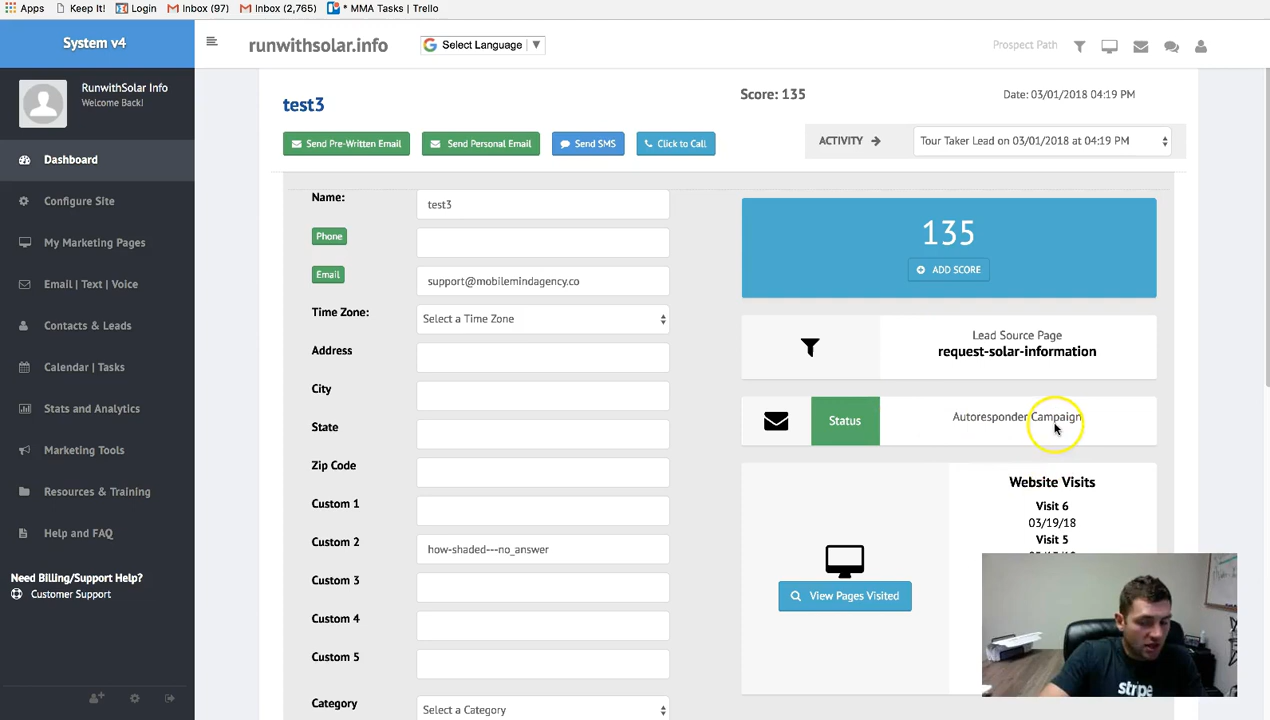 Apps Keep It! Login Inbox (97) Inbox (2,765) * MMA Tasks | Trello
System v4
runwithsolar.info
Select Language ▼
Prospect Path
RunwithSolar Info
Welcome Back!
Dashboard
Configure Site
My Marketing Pages
Email | Text | Voice
Contacts & Leads
Calendar | Tasks
Stats and Analytics
Marketing Tools
Resources & Training
Help and FAQ
Need Billing/Support Help?
Customer Support
test3
Score: 135
Date: 03/01/2018 04:19 PM
Send Pre-Written Email
Send Personal Email
Send SMS
Click to Call
ACTIVITY
Tour Taker Lead on 03/01/2018 at 04:19 PM
Name:
test3
Phone
Email
support@mobilemindagency.co
Time Zone:
Select a Time Zone
Address
City
State
Zip Code
Custom 1
Custom 2
how-shaded---no_answer
Custom 3
Custom 4
Custom 5
Category
Select a Category
135
ADD SCORE
Lead Source Page
request-solar-information
Status
Autoresponder Campaign
View Pages Visited
Website Visits
Visit 6
03/19/18
Visit 5
stripe